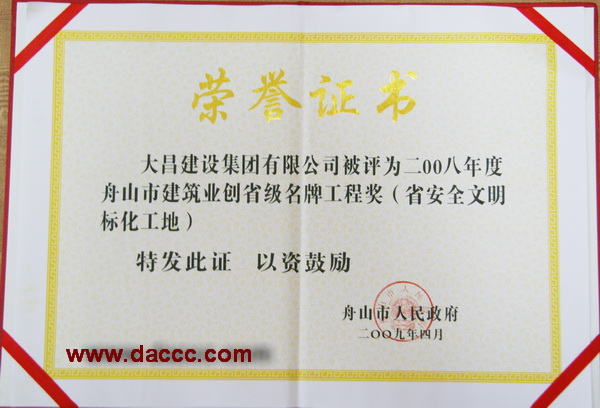 荣誉证书
大昌建设集团有限公司被评为二00八年度
舟山市建筑业创省级名牌工程奖（省安全文明
标化工地）
特发此证 以资鼓励
舟山市人民政府
二〇〇九年四月
www.daccc.com